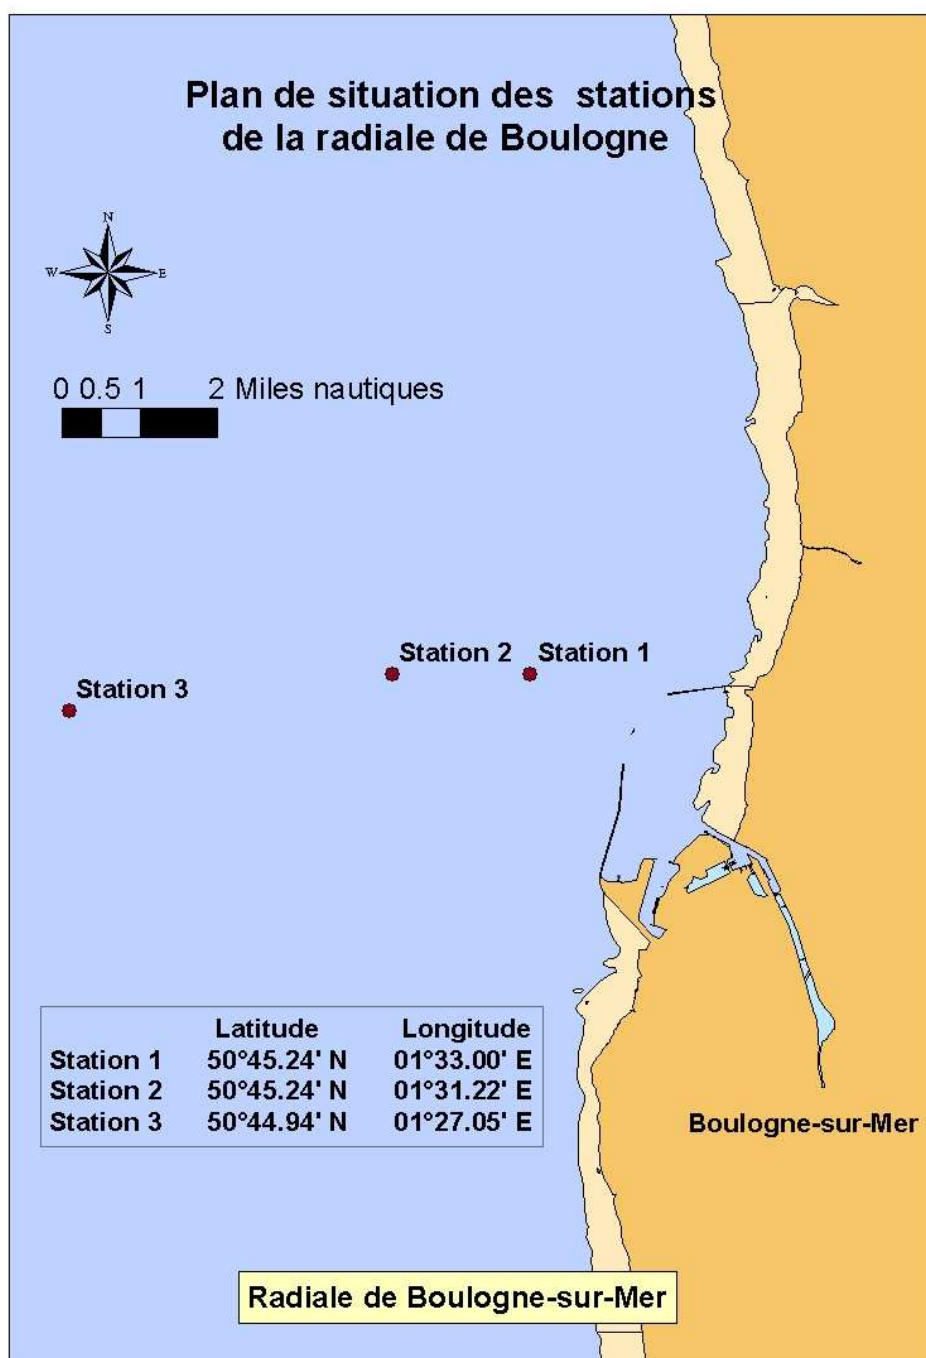 Plan de situation des stations
de la radiale de Boulogne
N
W E
S
0 0.5 1 2 Miles nautiques
Station 2 Station 1
Station 3
Latitude Longitude
Station 1 50°45.24' N 01°33.00' E
Station 2 50°45.24' N 01°31.22' E
Station 3 50°44.94' N 01°27.05' E
Boulogne-sur-Mer
Radiale de Boulogne-sur-Mer